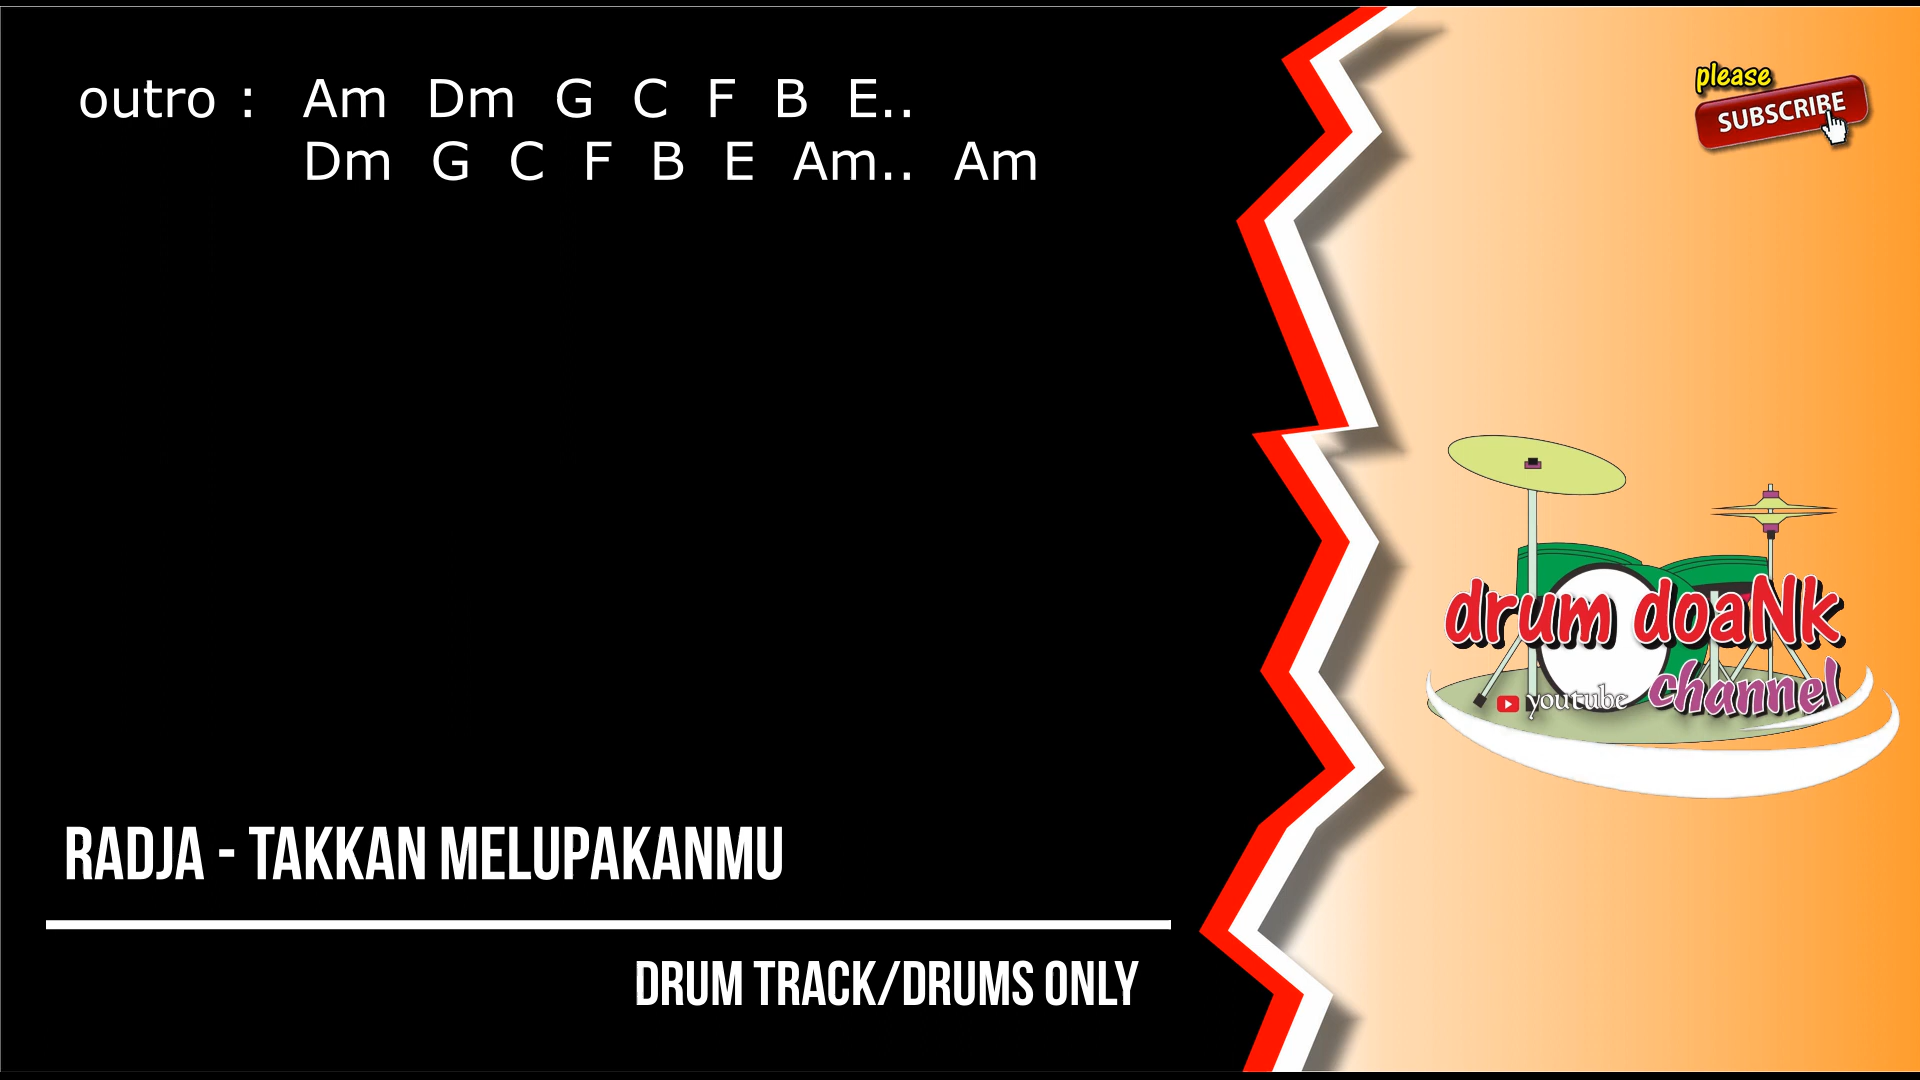 outro : Am Dm G C F B E..
Dm G C F B E Am.. Am
please
SUBSCRIBE
drum doaNk
youtube channel
RADJA - TAKKAN MELUPAKANMU
DRUM TRACK/DRUMS ONLY